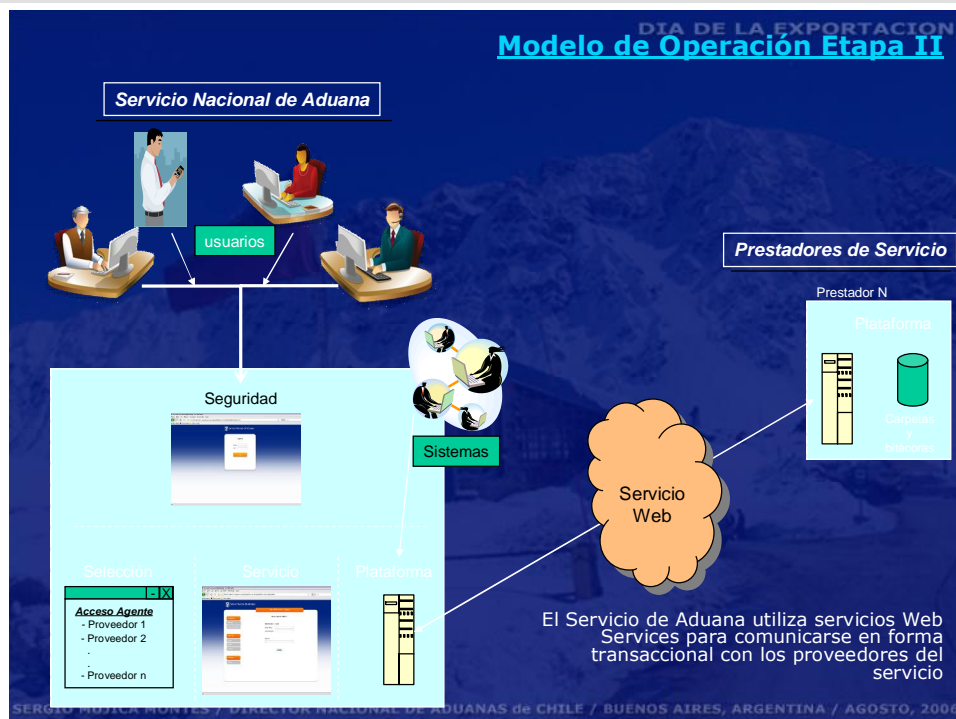 DIA DE LA EXPORTACION
Modelo de Operación Etapa II
Servicio Nacional de Aduana
usuarios
Prestadores de Servicio
Prestador N
Plataforma
Carpetas
y
bitácoras
Seguridad
Sistemas
Servicio
Web
Selección
Servicio
Plataforma
- X
Acceso Agente
- Proveedor 1
- Proveedor 2
.
.
- Proveedor n
El Servicio de Aduana utiliza servicios Web
Services para comunicarse en forma
transaccional con los proveedores del
servicio
SERGIO MUJICA MONTES / DIRECTOR NACIONAL DE ADUANAS de CHILE / BUENOS AIRES, ARGENTINA / AGOSTO, 2006